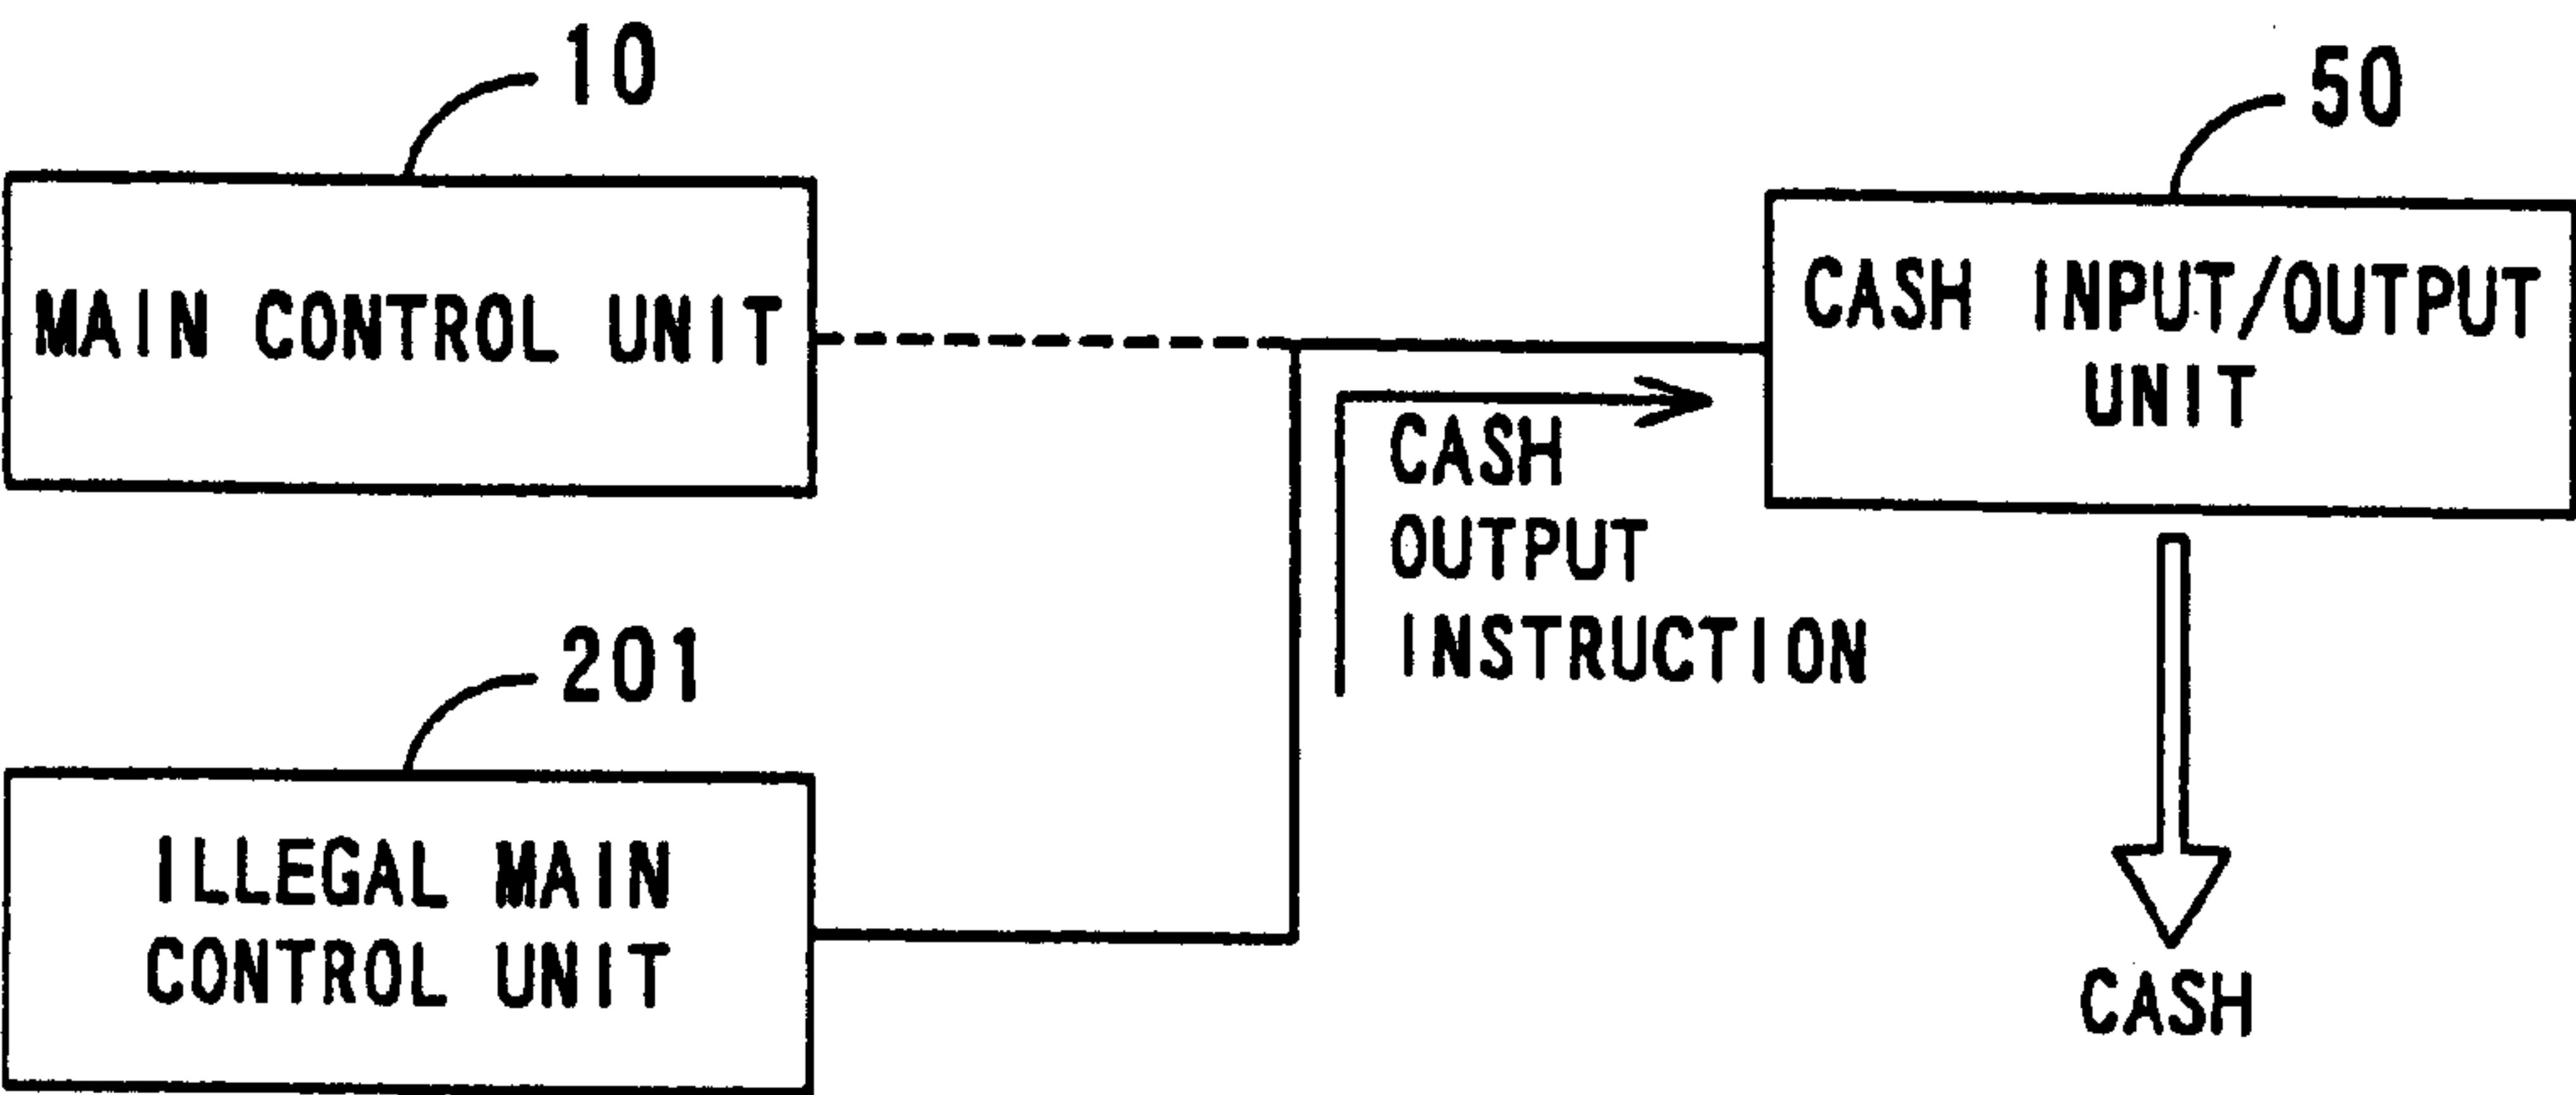 10
50
MAIN CONTROL UNIT
CASH INPUT/OUTPUT
UNIT
CASH
OUTPUT
INSTRUCTION
201
ILLEGAL MAIN
CONTROL UNIT
CASH